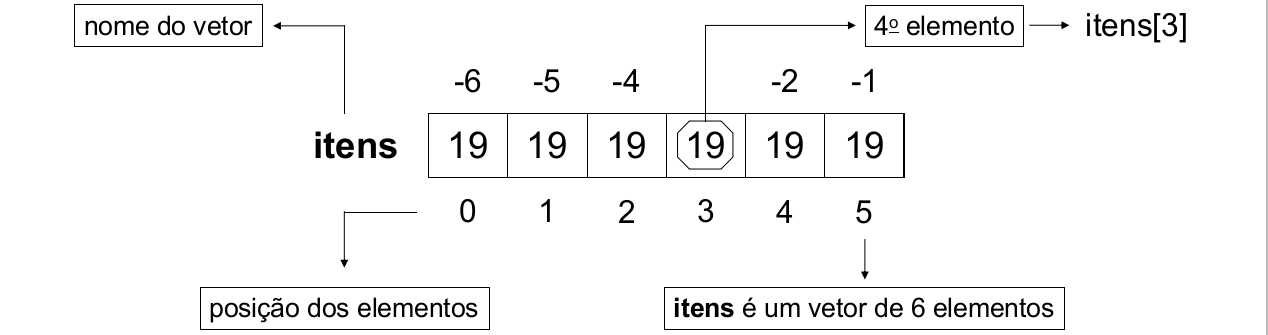 nome do vetor
4º elemento
itens[3]
-6 -5 -4 -2 -1
itens 19 19 19 19 19 19
0 1 2 3 4 5
posição dos elementos
itens é um vetor de 6 elementos